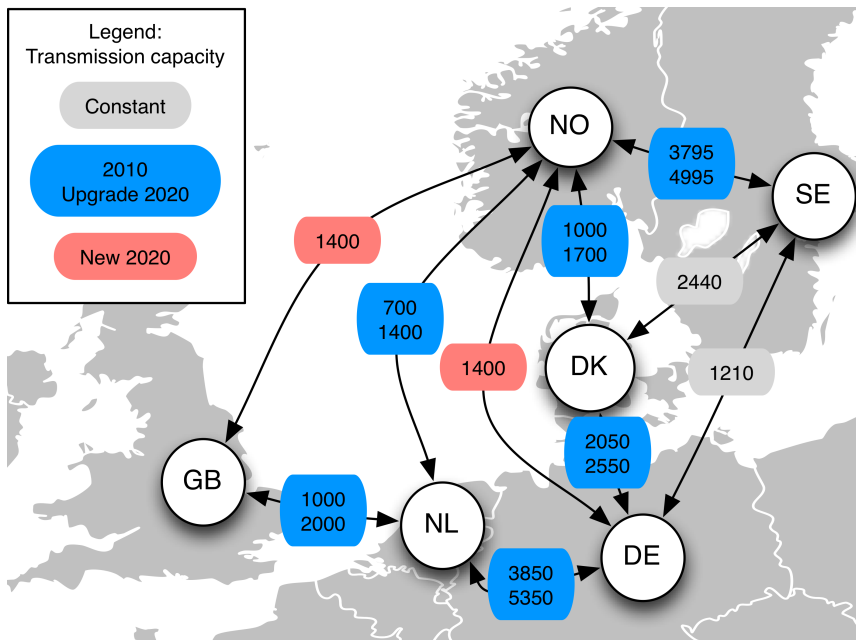 Legend:
Transmission capacity
Constant
2010
Upgrade 2020
New 2020
NO
3795
4995
SE
1000
1700
1400
2440
700
1400
1400
DK
1210
2050
2550
GB
1000
2000
NL
DE
3850
5350